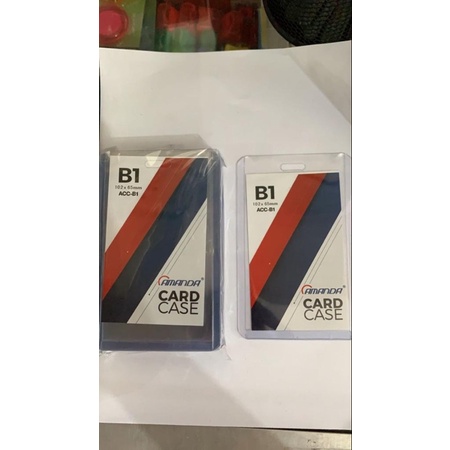 B1
102 x 65mm
ACC-B1
AMANDA®
CARD
CASE
B1
102 x 65mm
ACC-B1
AMANDA®
CARD
CASE